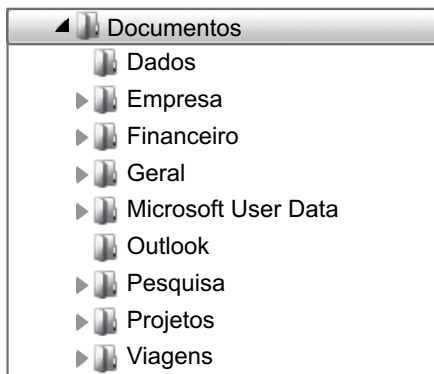 Documentos
Dados
Empresa
Financeiro
Geral
Microsoft User Data
Outlook
Pesquisa
Projetos
Viagens